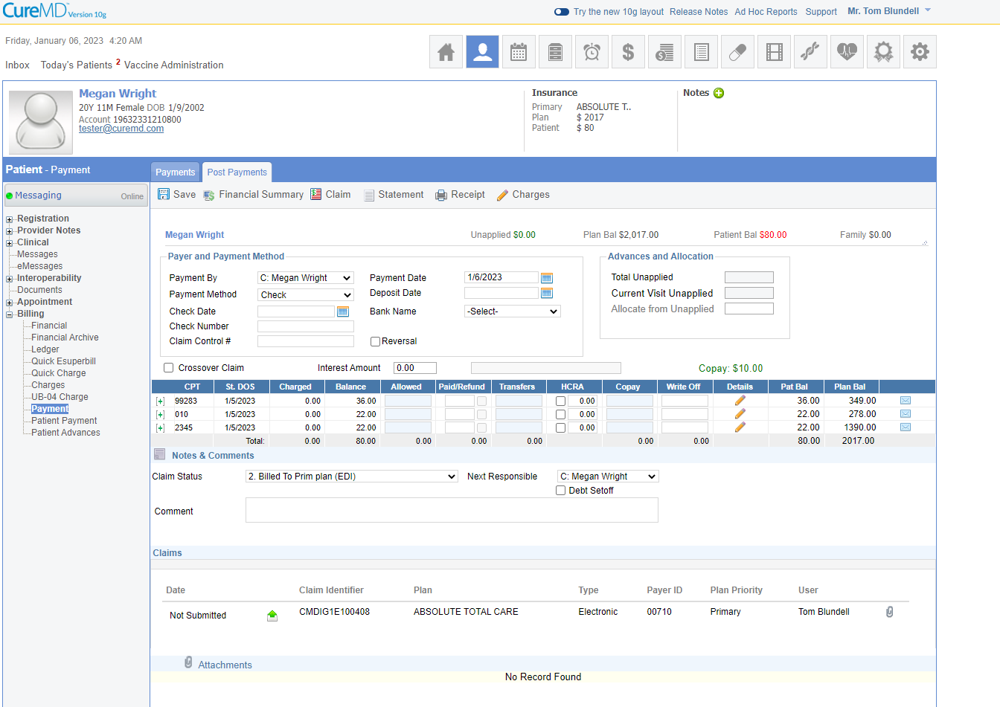 CureMD Version 10g
Try the new 10g layout Release Notes Ad Hoc Reports Support Mr. Tom Blundell
Friday, January 06, 2023 4:20 AM
Inbox Today's Patients 2 Vaccine Administration
Megan Wright
20Y 11M Female DOB 1/9/2002
Account 19632331210800
tester@curemd.com
Insurance
Primary ABSOLUTE T..
Plan $ 2017
Patient $ 80
Notes
Patient - Payment
Payments Post Payments
Messaging Online
Save Financial Summary Claim Statement Receipt Charges
Registration
Provider Notes
Clinical
Messages
eMessages
Interoperability
Documents
Appointment
Billing
Financial
Financial Archive
Ledger
Quick Esuperbill
Quick Charge
Charges
UB-04 Charge
Payment
Patient Payment
Patient Advances
Megan Wright Unapplied $0.00 Plan Bal $2,017.00 Patient Bal $80.00 Family $0.00
Payer and Payment Method
Payment By C: Megan Wright Payment Date 1/6/2023
Payment Method Check Deposit Date
Check Date Bank Name -Select-
Check Number
Claim Control # Reversal
Advances and Allocation
Total Unapplied
Current Visit Unapplied
Allocate from Unapplied
Crossover Claim Interest Amount 0.00 Copay: $10.00
CPT St. DOS Charged Balance Allowed Paid/Refund Transfers HCRA Copay Write Off Details Pat Bal Plan Bal
[+] 99283 1/5/2023 0.00 36.00 0.00 36.00 349.00
[+] 010 1/5/2023 0.00 22.00 0.00 22.00 278.00
[+] 2345 1/5/2023 0.00 22.00 0.00 22.00 1390.00
Total: 0.00 80.00 0.00 0.00 0.00 0.00 0.00 80.00 2017.00
Notes & Comments
Claim Status 2. Billed To Prim plan (EDI) Next Responsible C: Megan Wright
Debt Setoff
Comment
Claims
Date Claim Identifier Plan Type Payer ID Plan Priority User
Not Submitted CMDIG1E100408 ABSOLUTE TOTAL CARE Electronic 00710 Primary Tom Blundell
Attachments
No Record Found